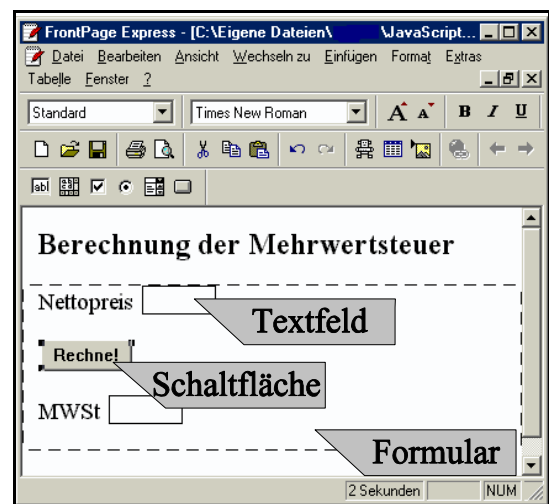 FrontPage Express - [C:\Eigene Dateien\ \JavaScript...
Datei Bearbeiten Ansicht Wechseln zu Einfügen Format Extras
Tabelle Fenster ?
Standard Times New Roman A A B I U
abl
Berechnung der Mehrwertsteuer
Nettopreis
Textfeld
Rechne!
Schaltfläche
MWSt
Formular
2 Sekunden NUM